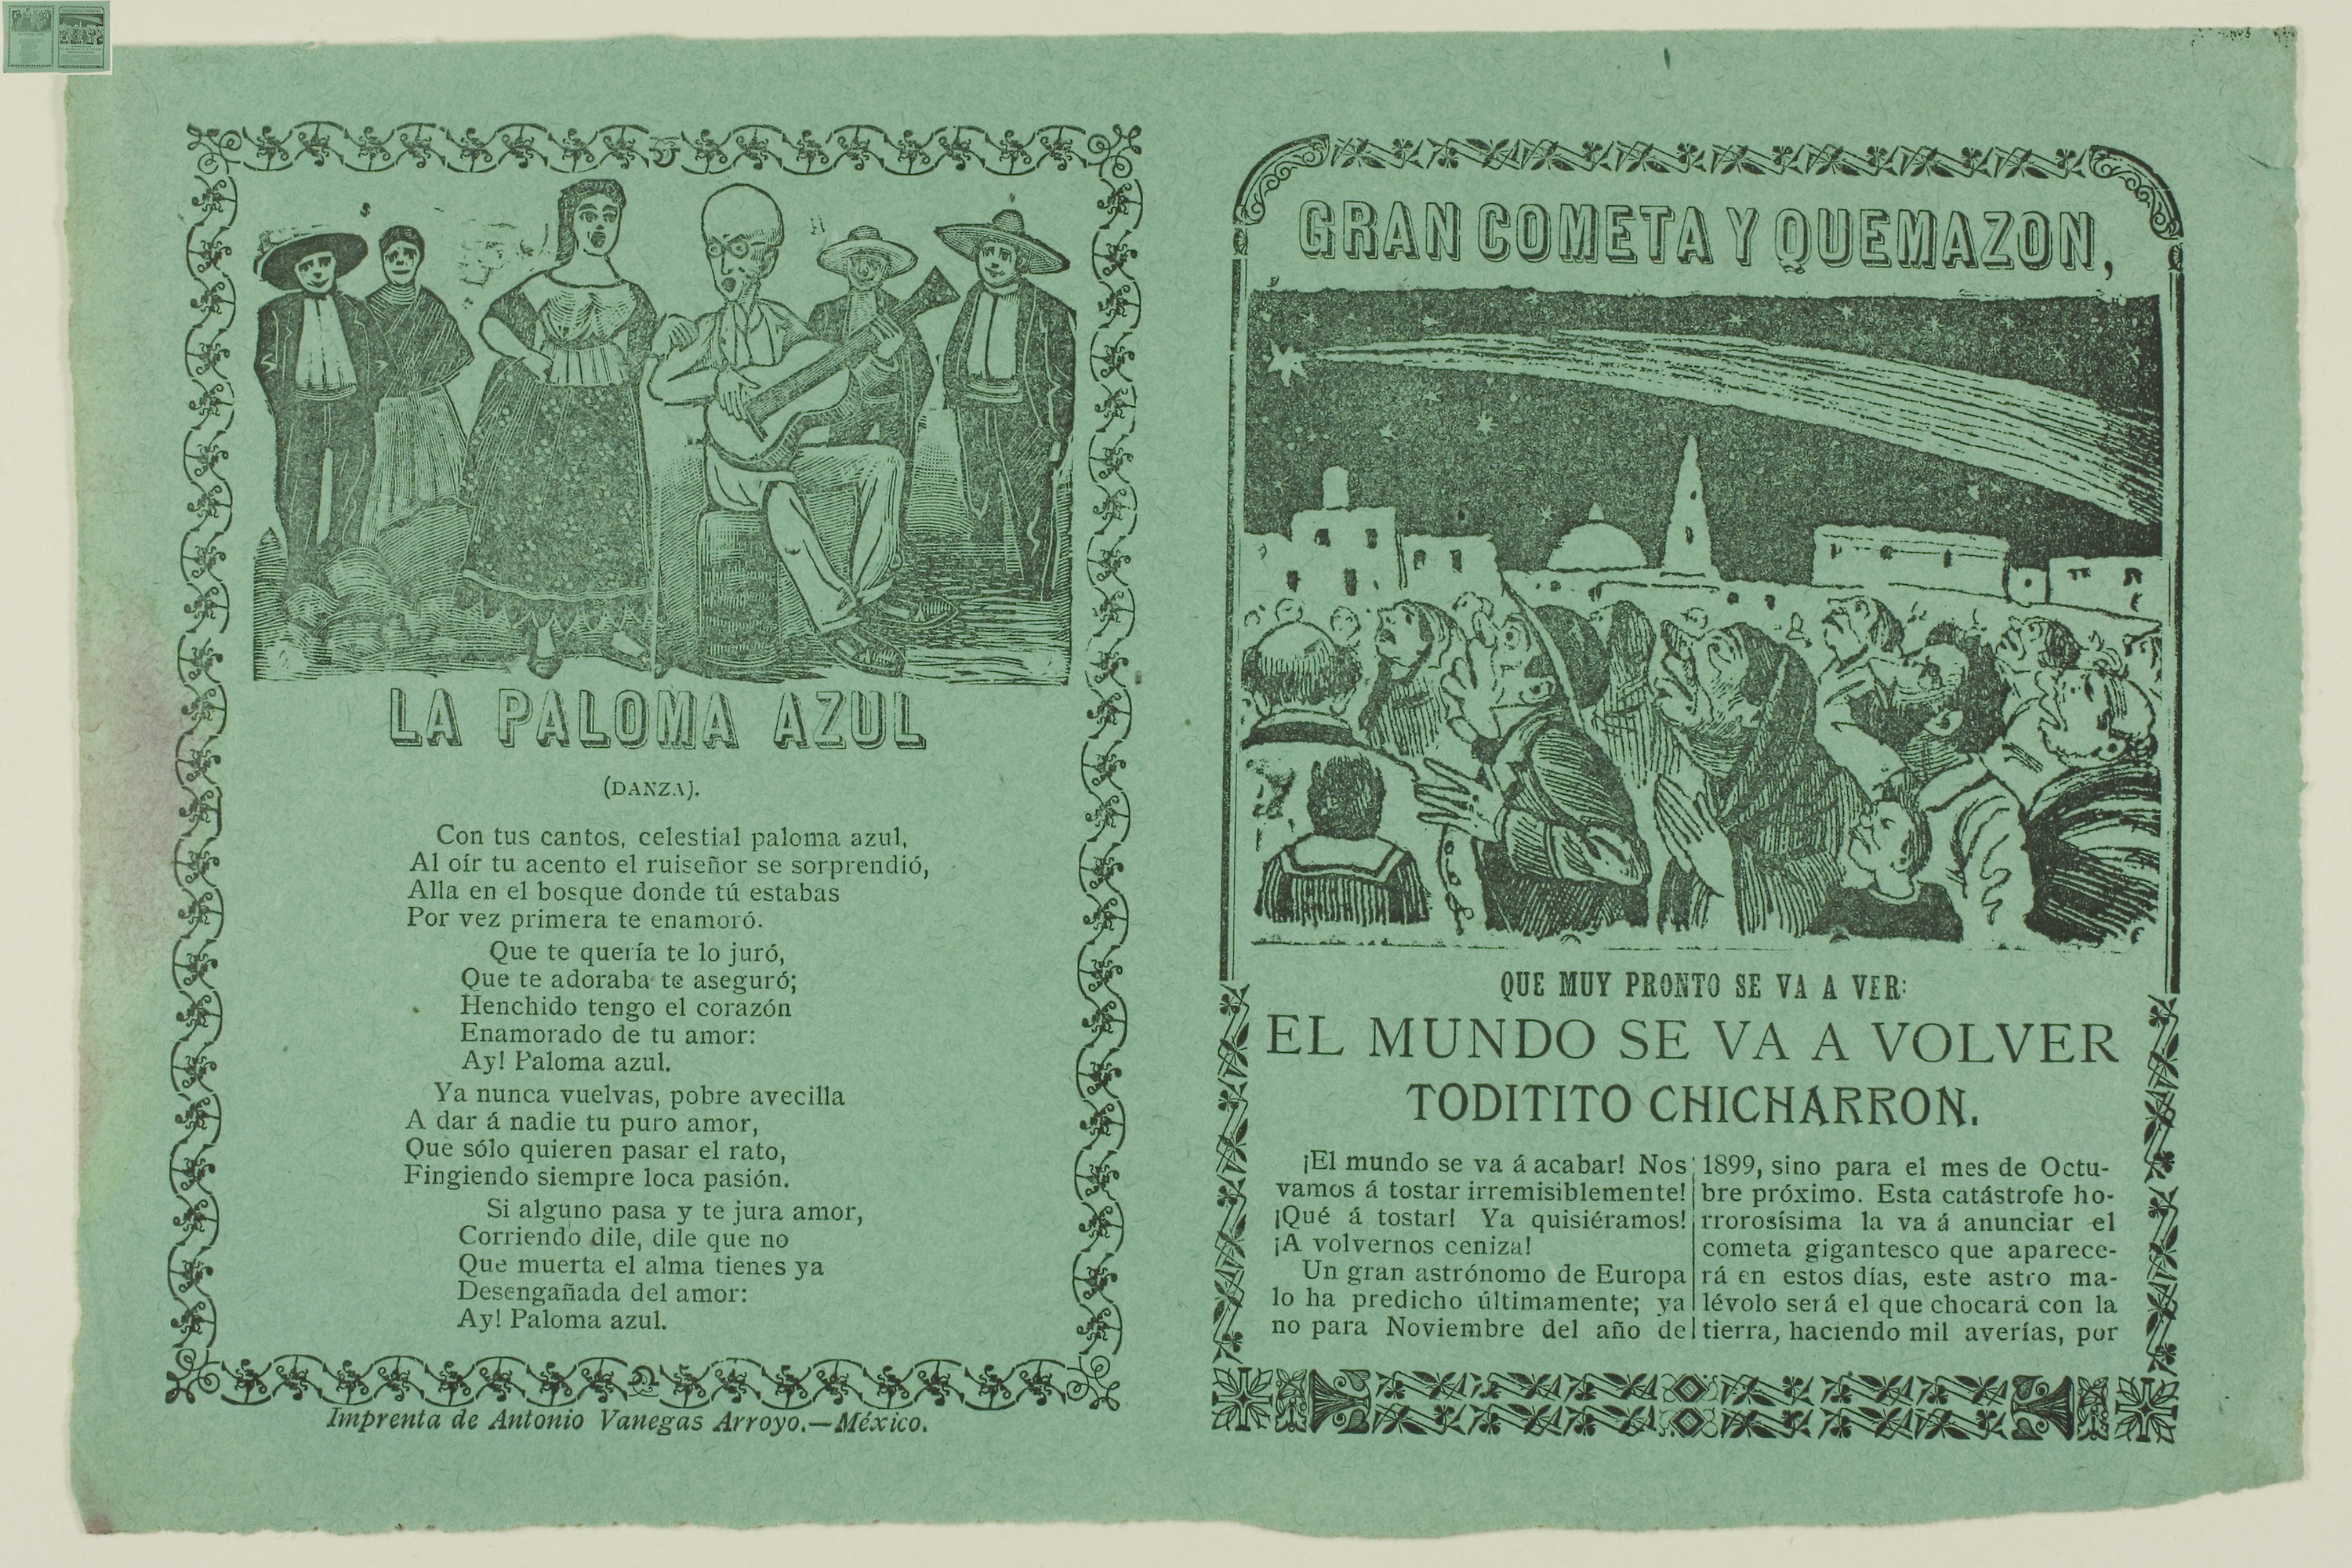 LA PALOMA AZUL
(DANZA).
Con tus cantos, celestial paloma azul,
Al oír tu acento el ruiseñor se sorprendió,
Alla en el bosque donde tú estabas
Por vez primera te enamoró.
Que te quería te lo juró,
Que te adoraba te aseguró;
Henchido tengo el corazón
Enamorado de tu amor:
Ay! Paloma azul.
Ya nunca vuelvas, pobre avecilla
A dar á nadie tu puro amor,
Que sólo quieren pasar el rato,
Fingiendo siempre loca pasión.
Si alguno pasa y te jura amor,
Corriendo dile, dile que no
Que muerta el alma tienes ya
Desengañada del amor:
Ay! Paloma azul.
Imprenta de Antonio Vanegas Arroyo.—México.
GRAN COMETA Y QUEMAZON,
QUE MUY PRONTO SE VA A VER:
EL MUNDO SE VA A VOLVER
TODITITO CHICHARRON.
¡El mundo se va á acabar! Nos
vamos á tostar irremisiblemente!
¡Qué á tostar! Ya quisiéramos!
¡A volvernos ceniza!
Un gran astrónomo de Europa
lo ha predicho últimamente; ya
no para Noviembre del año de
1899, sino para el mes de Octu-
bre próximo. Esta catástrofe ho-
rrorosísima la va á anunciar el
cometa gigantesco que aparece-
rá en estos días, este astro ma-
lévolo será el que chocará con la
tierra, haciendo mil averías, por